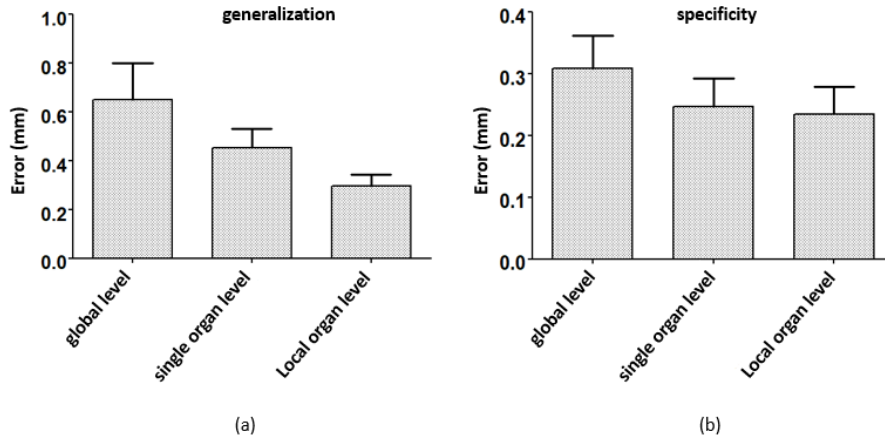 generalization
Error (mm)
1.0
0.8
0.6
0.4
0.2
0.0
global level
single organ level
Local organ level
(a)
specificity
Error (mm)
0.4
0.3
0.2
0.1
0.0
global level
single organ level
Local organ level
(b)